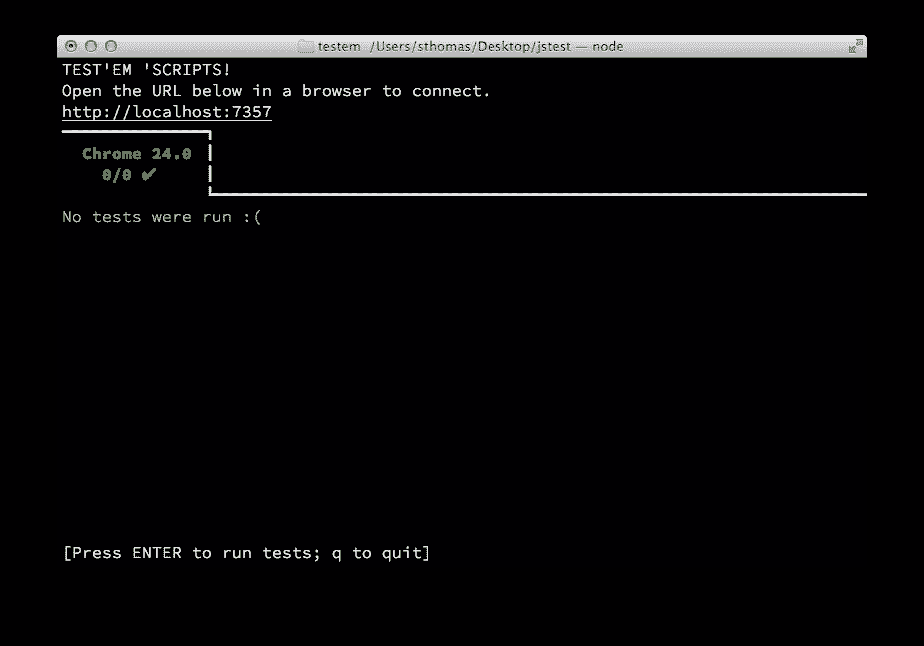 testem /Users/sthomas/Desktop/jstest — node
TEST'EM 'SCRIPTS!
Open the URL below in a browser to connect.
http://localhost:7357
Chrome 24.0
0/0 ✔
No tests were run :(
[Press ENTER to run tests; q to quit]